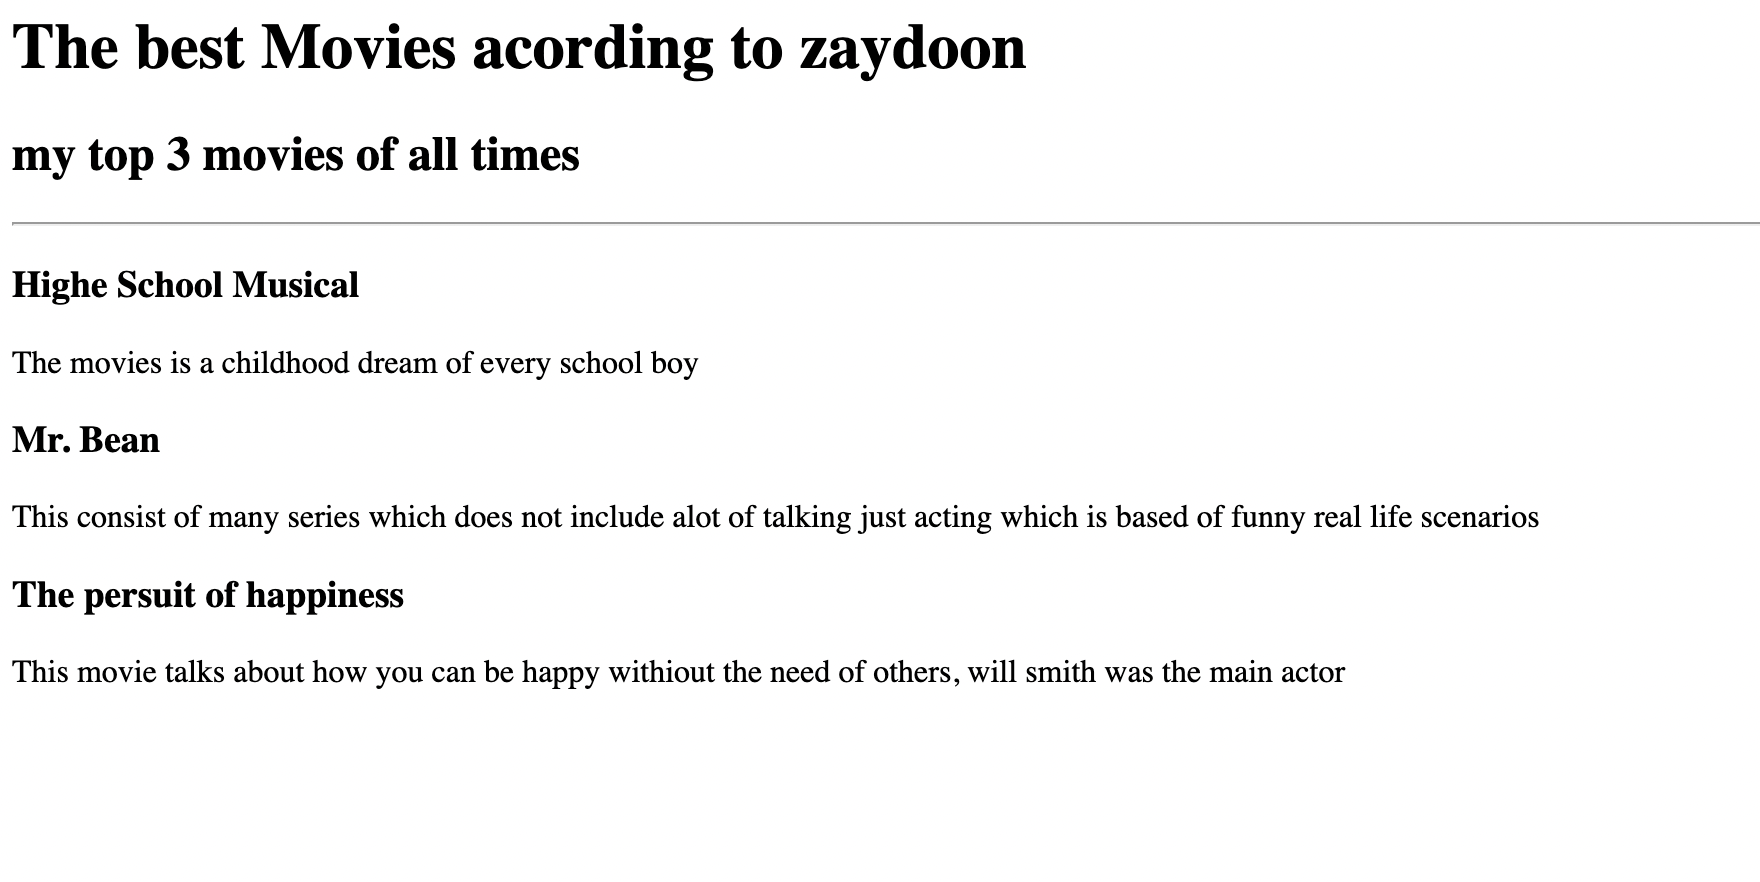 The best Movies acording to zaydoon
my top 3 movies of all times
Highe School Musical
The movies is a childhood dream of every school boy
Mr. Bean
This consist of many series which does not include alot of talking just acting which is based of funny real life scenarios
The persuit of happiness
This movie talks about how you can be happy withiout the need of others, will smith was the main actor